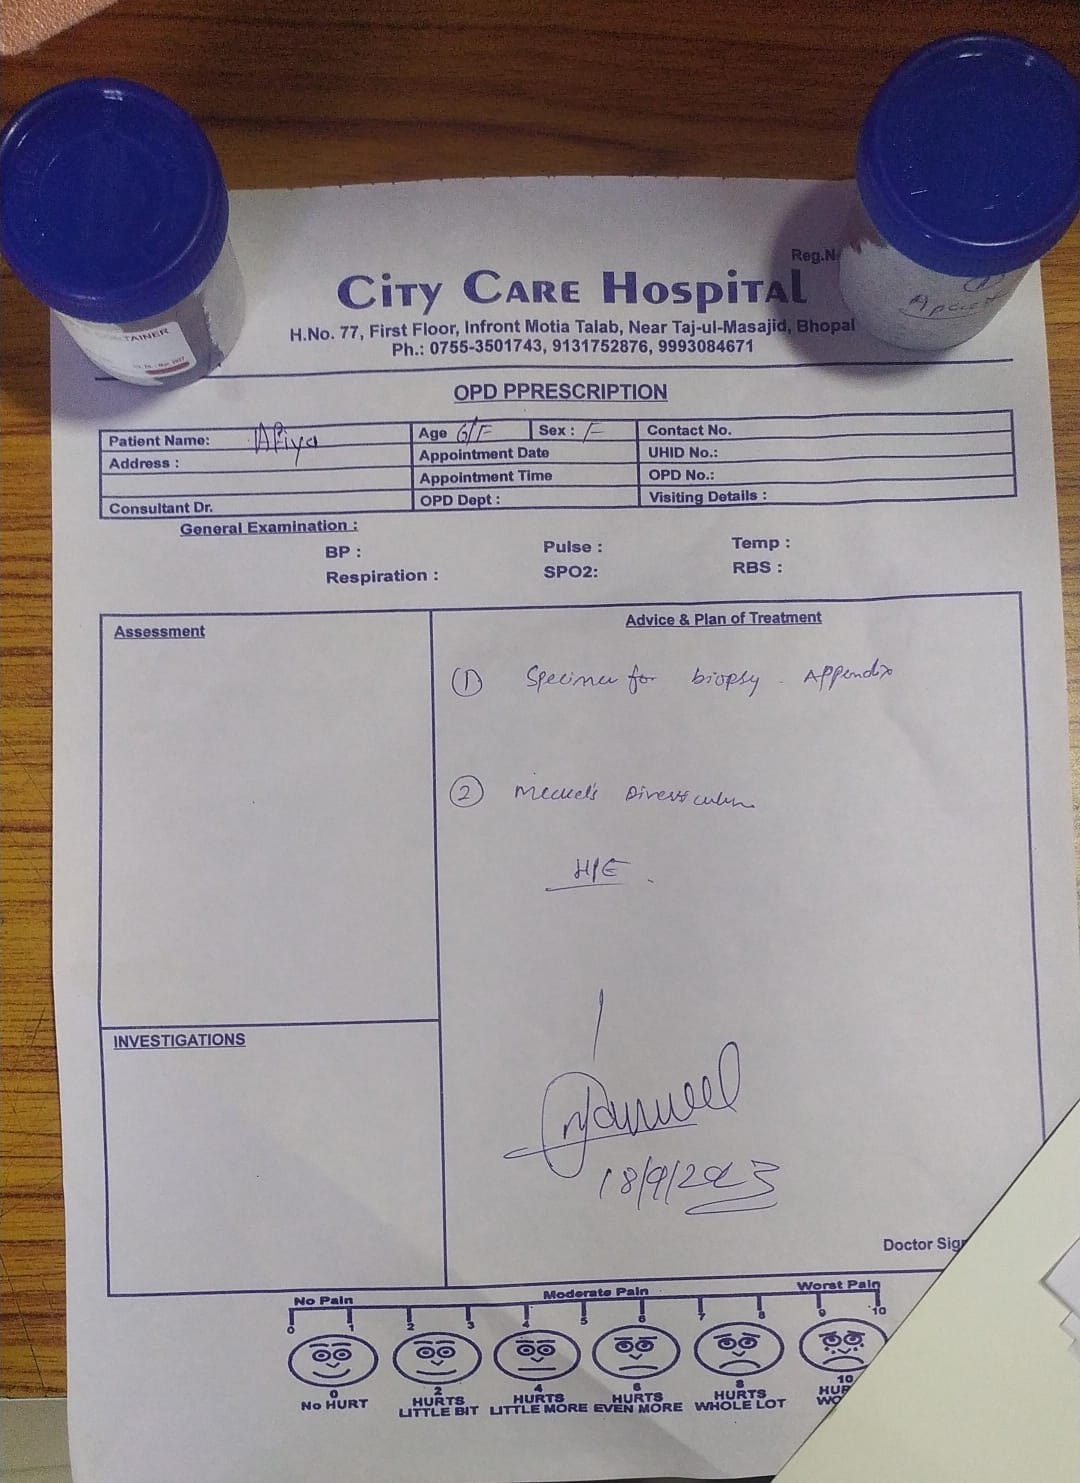 Reg.N
City Care Hospital
H.No. 77, First Floor, Infront Motia Talab, Near Taj-ul-Masajid, Bhopal
Ph.: 0755-3501743, 9131752876, 9993084671
TAINER
OPD PPRESCRIPTION
Patient Name: Afiya Age 6/F Sex : F Contact No.
Address : Appointment Date UHID No.:
Appointment Time OPD No.:
Consultant Dr. OPD Dept : Visiting Details :
General Examination :
BP : Pulse : Temp :
Respiration : SPO2: RBS :
Assessment
Advice & Plan of Treatment
(1) Specimen for biopsy - Appendix
(2) Meckel's Diverticulum
HPE
INVESTIGATIONS
18/9/2023
Doctor Sig
No Pain Moderate Pain Worst Pain
0 1 2 3 4 5 6 7 8 9 10
0 2 4 6 8 10
No HURT HURTS LITTLE BIT HURTS LITTLE MORE HURTS EVEN MORE HURTS WHOLE LOT HUR WO